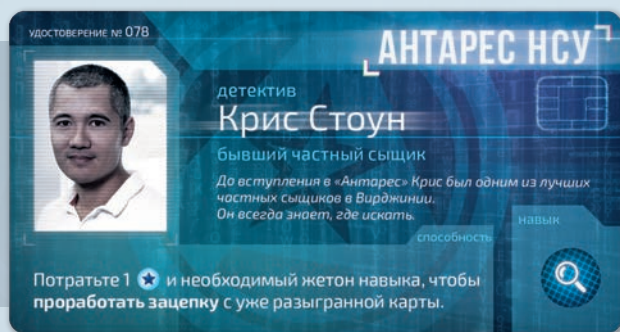 УДОСТОВЕРЕНИЕ № 078
АНТАРЕС НСУ
детектив
Крис Стоун
бывший частный сыщик
До вступления в «Антарес» Крис был одним из лучших
частных сыщиков в Вирджинии.
Он всегда знает, где искать.
навык
способность
Потратьте 1 и необходимый жетон навыка, чтобы
проработать зацепку с уже разыгранной карты.